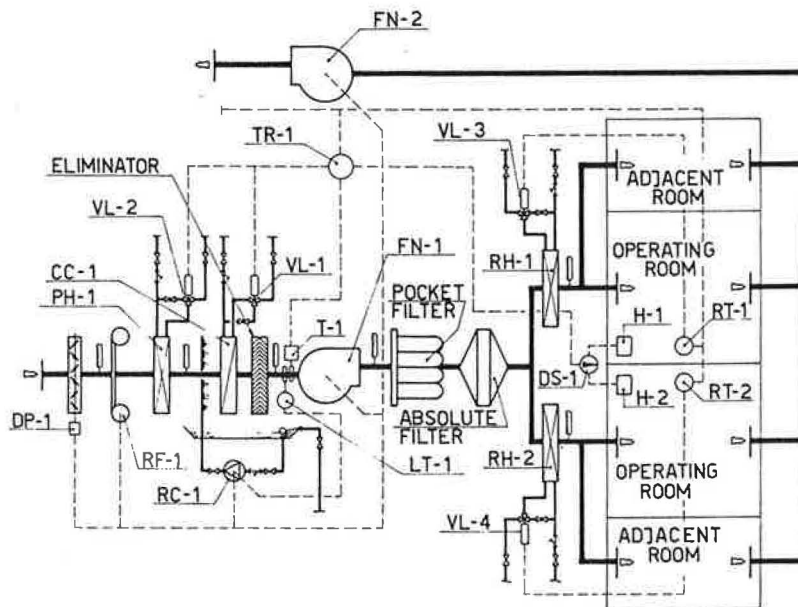 FN-2
TR-1
VL-3
ELIMINATOR
VL-2
CC-1
PH-1
VL-1
FN-1
T-1
POCKET
FILTER
RH-1
ADJACENT
ROOM
OPERATING
ROOM
H-1
RT-1
DS-1
H-2
RT-2
ABSOLUTE
FILTER
DP-1
RF-1
LT-1
RC-1
RH-2
OPERATING
ROOM
VL-4
ADJACENT
ROOM